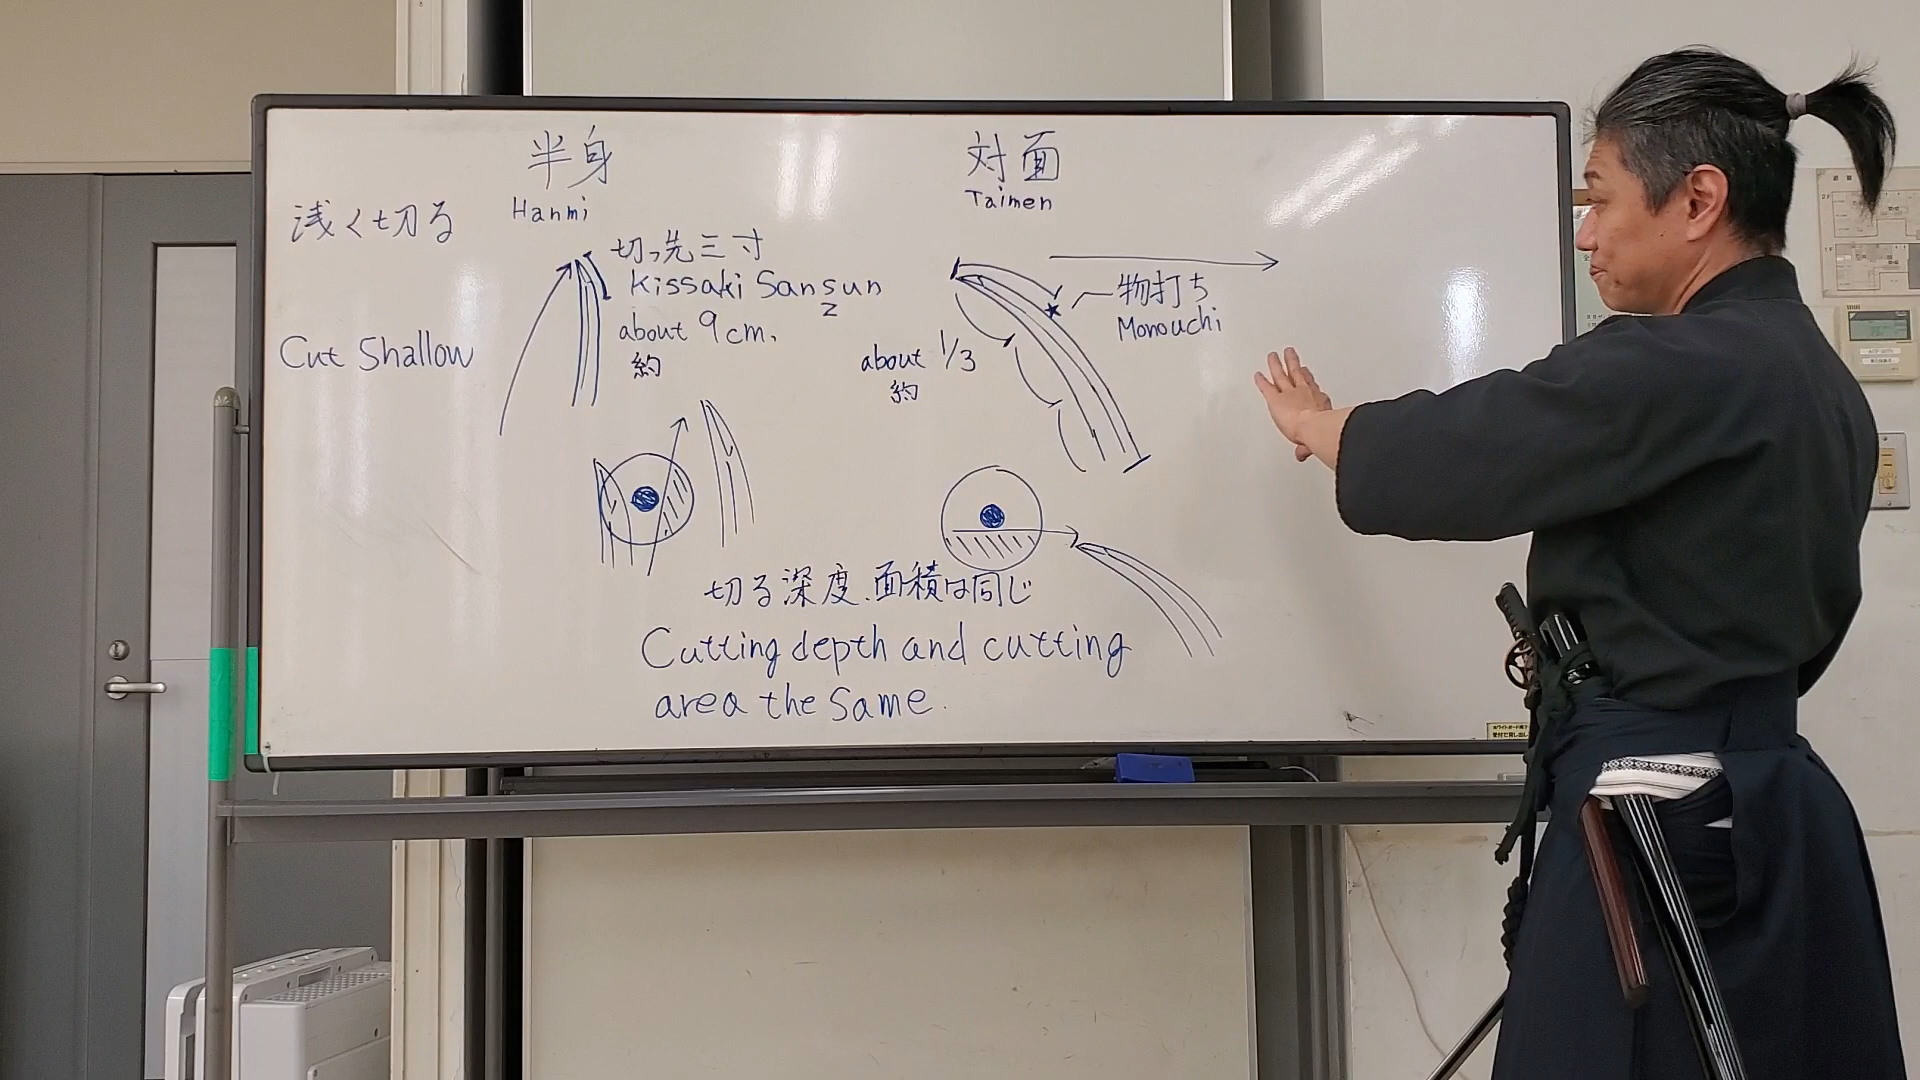 半身
Hanmi
対面
Taimen
浅く切る
Cut Shallow
切っ先三寸
Kissaki Sansun
z
about 9cm.
約
物打ち
Monouchi
about 1/3
約
切る深度、面積は同じ
Cutting depth and cutting
area the same.